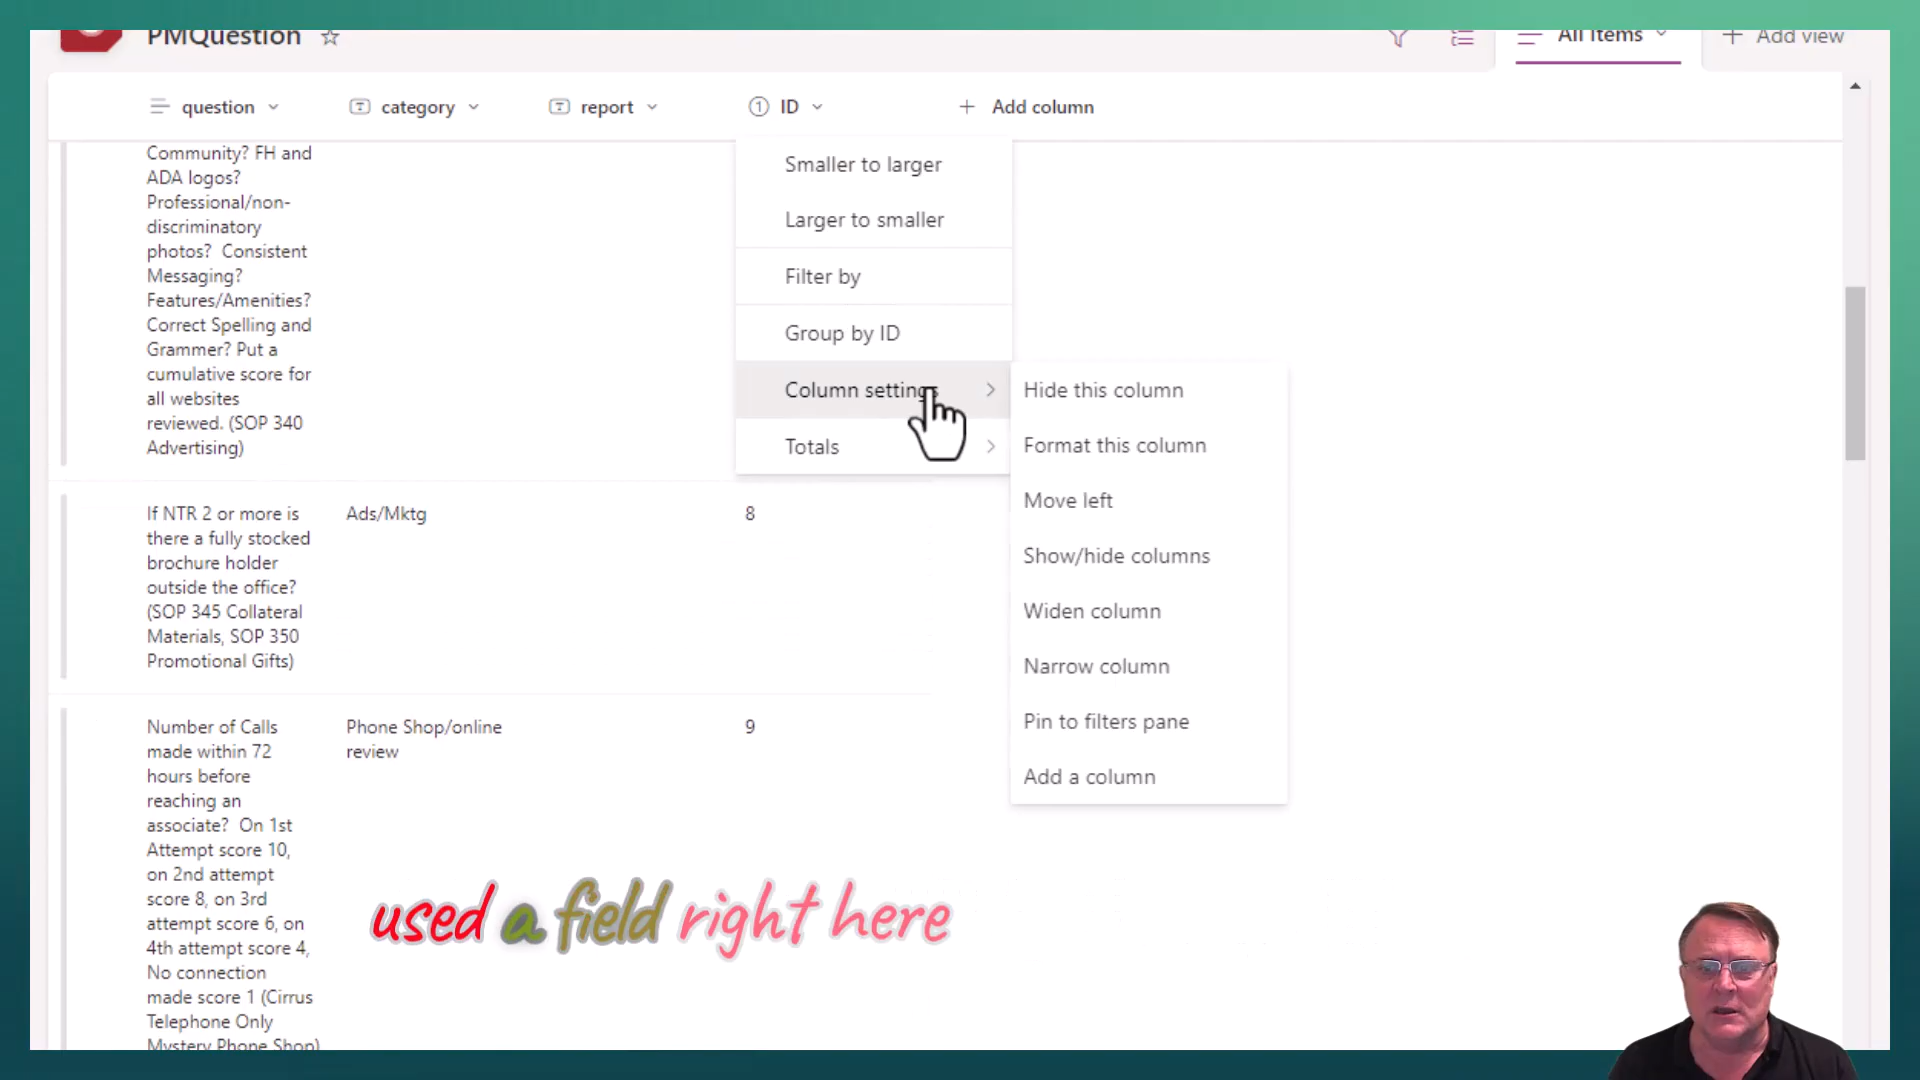 PMQuestion
All Items
Add view
question
category
report
ID
Add column
Community? FH and
ADA logos?
Professional/non-
discriminatory
photos?  Consistent
Messaging?
Features/Amenities?
Correct Spelling and
Grammer? Put a
cumulative score for
all websites
reviewed. (SOP 340
Advertising)
Smaller to larger
Larger to smaller
Filter by
Group by ID
Column settings
Totals
Hide this column
Format this column
Move left
Show/hide columns
Widen column
Narrow column
Pin to filters pane
Add a column
If NTR 2 or more is
there a fully stocked
brochure holder
outside the office?
(SOP 345 Collateral
Materials, SOP 350
Promotional Gifts)
Ads/Mktg
8
Number of Calls
made within 72
hours before
reaching an
associate?  On 1st
Attempt score 10,
on 2nd attempt
score 8, on 3rd
attempt score 6, on
4th attempt score 4,
No connection
made score 1 (Cirrus
Telephone Only
Mystery Phone Shop)
Phone Shop/online
review
9
used a field right here